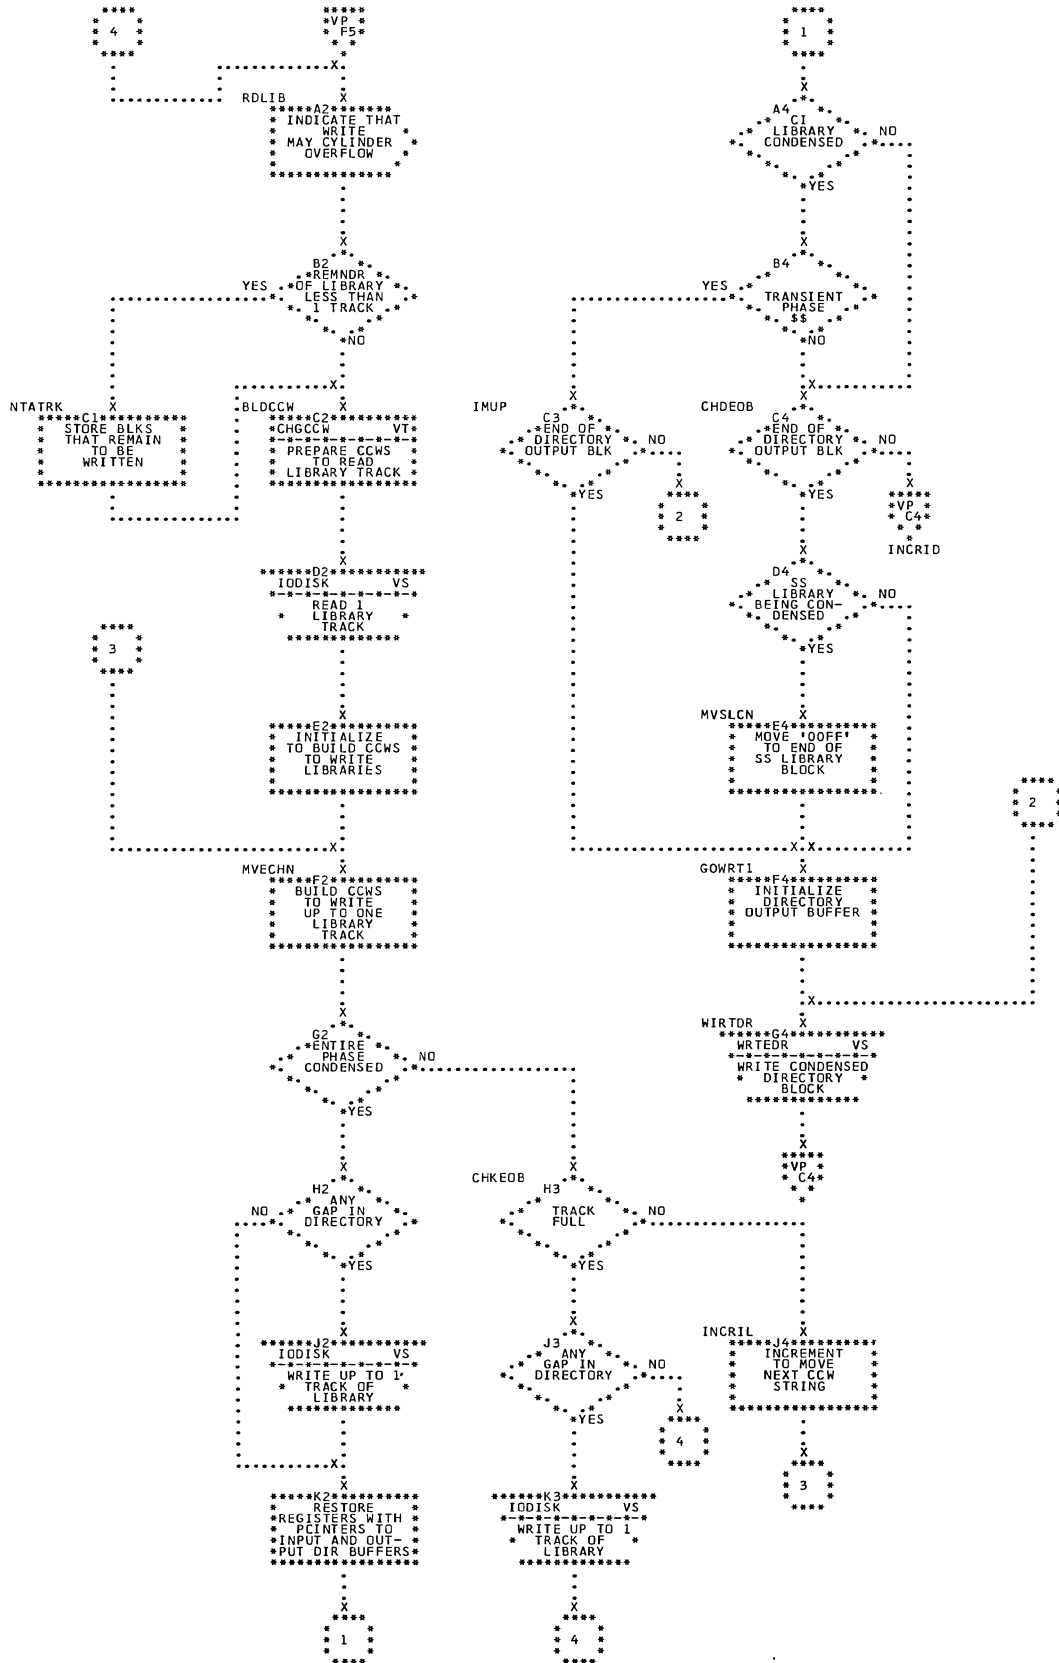 4
VP
F5
1
RDLIB
A2
INDICATE THAT
WRITE
MAY CYLINDER
OVERFLOW
A4
CI
LIBRARY
CONDENSED
NO
YES
B2
REMNDR
OF LIBRARY
LESS THAN
1 TRACK
YES
NO
B4
TRANSIENT
PHASE
$$
YES
NO
NTATRK
C1
STORE BLKS
THAT REMAIN
TO BE
WRITTEN
BLDCCW
C2
CHGCCW VT
PREPARE CCWS
TO READ
LIBRARY TRACK
IMUP
C3
END OF
DIRECTORY
OUTPUT BLK
NO
YES
2
CHDEOB
C4
END OF
DIRECTORY
OUTPUT BLK
NO
YES
VP
C4
INCRID
D2
IODISK VS
READ 1
LIBRARY
TRACK
D4
SS
LIBRARY
BEING CON-
DENSED
NO
YES
3
E2
INITIALIZE
TO BUILD CCWS
TO WRITE
LIBRARIES
MVSLCN
E4
MOVE '00FF'
TO END OF
SS LIBRARY
BLOCK
2
MVECHN
F2
BUILD CCWS
TO WRITE
UP TO ONE
LIBRARY
TRACK
GOWRT1
F4
INITIALIZE
DIRECTORY
OUTPUT BUFFER
G2
ENTIRE
PHASE
CONDENSED
NO
YES
WIRTDR
G4
WRTEDR VS
WRITE CONDENSED
DIRECTORY
BLOCK
VP
C4
H2
ANY
GAP IN
DIRECTORY
NO
YES
CHKEOB
H3
TRACK
FULL
NO
YES
J2
IODISK VS
WRITE UP TO 1
TRACK OF
LIBRARY
J3
ANY
GAP IN
DIRECTORY
NO
YES
4
INCRIL
J4
INCREMENT
TO MOVE
NEXT CCW
STRING
3
K2
RESTORE
REGISTERS WITH
PCINTERS TO
INPUT AND OUT-
PUT DIR BUFFERS
K3
IODISK VS
WRITE UP TO 1
TRACK OF
LIBRARY
1
4